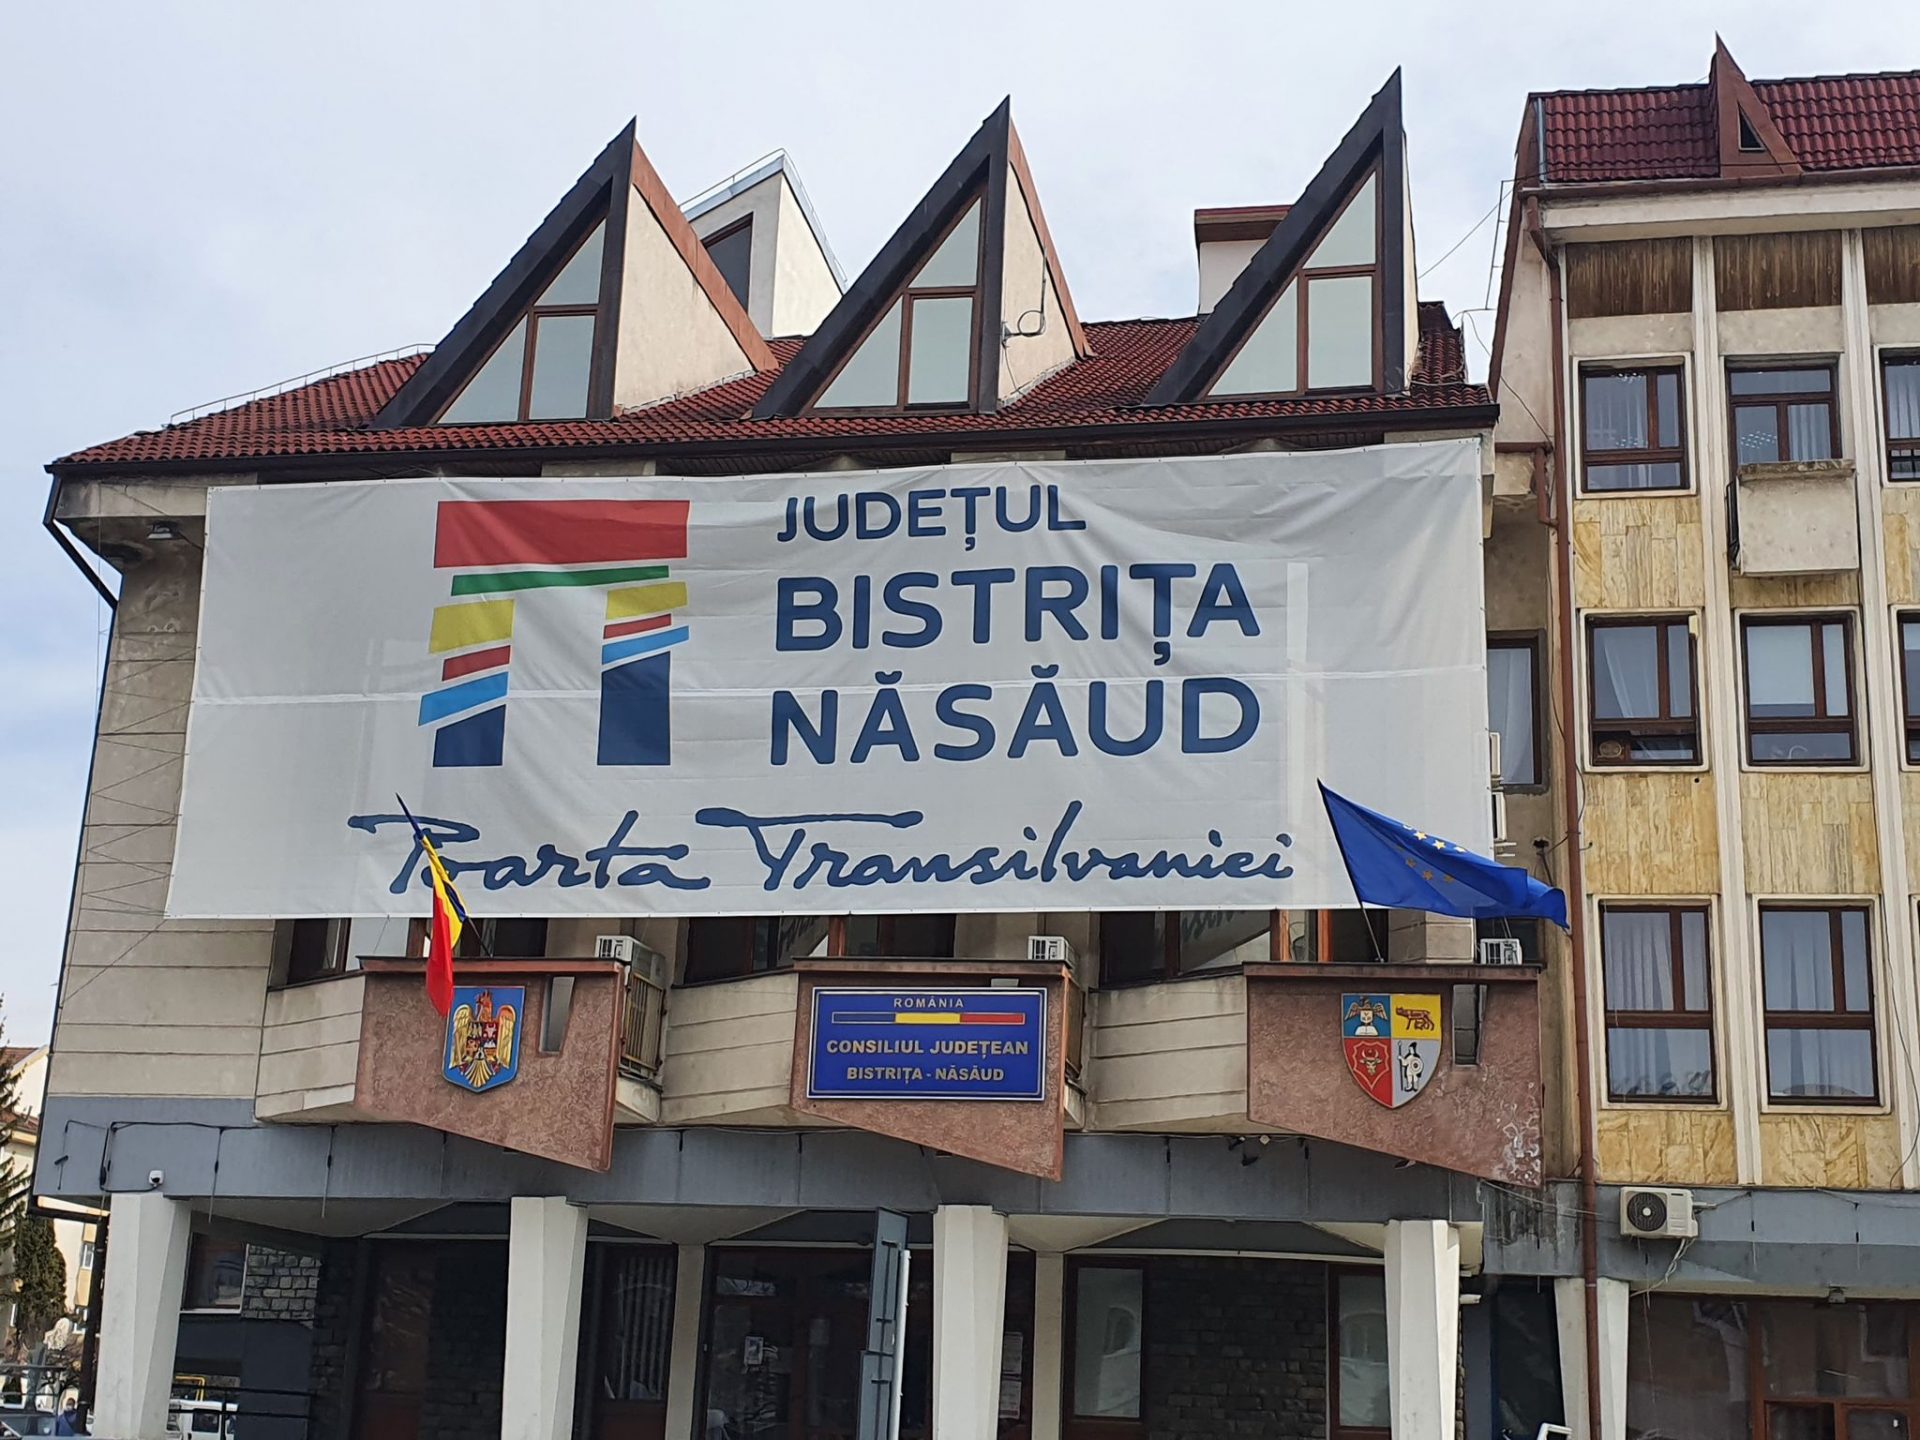 JUDEȚUL
BISTRIȚA
NĂSĂUD
Poarta Transilvaniei
ROMÂNIA
CONSILIUL JUDEȚEAN
BISTRIȚA - NĂSĂUD